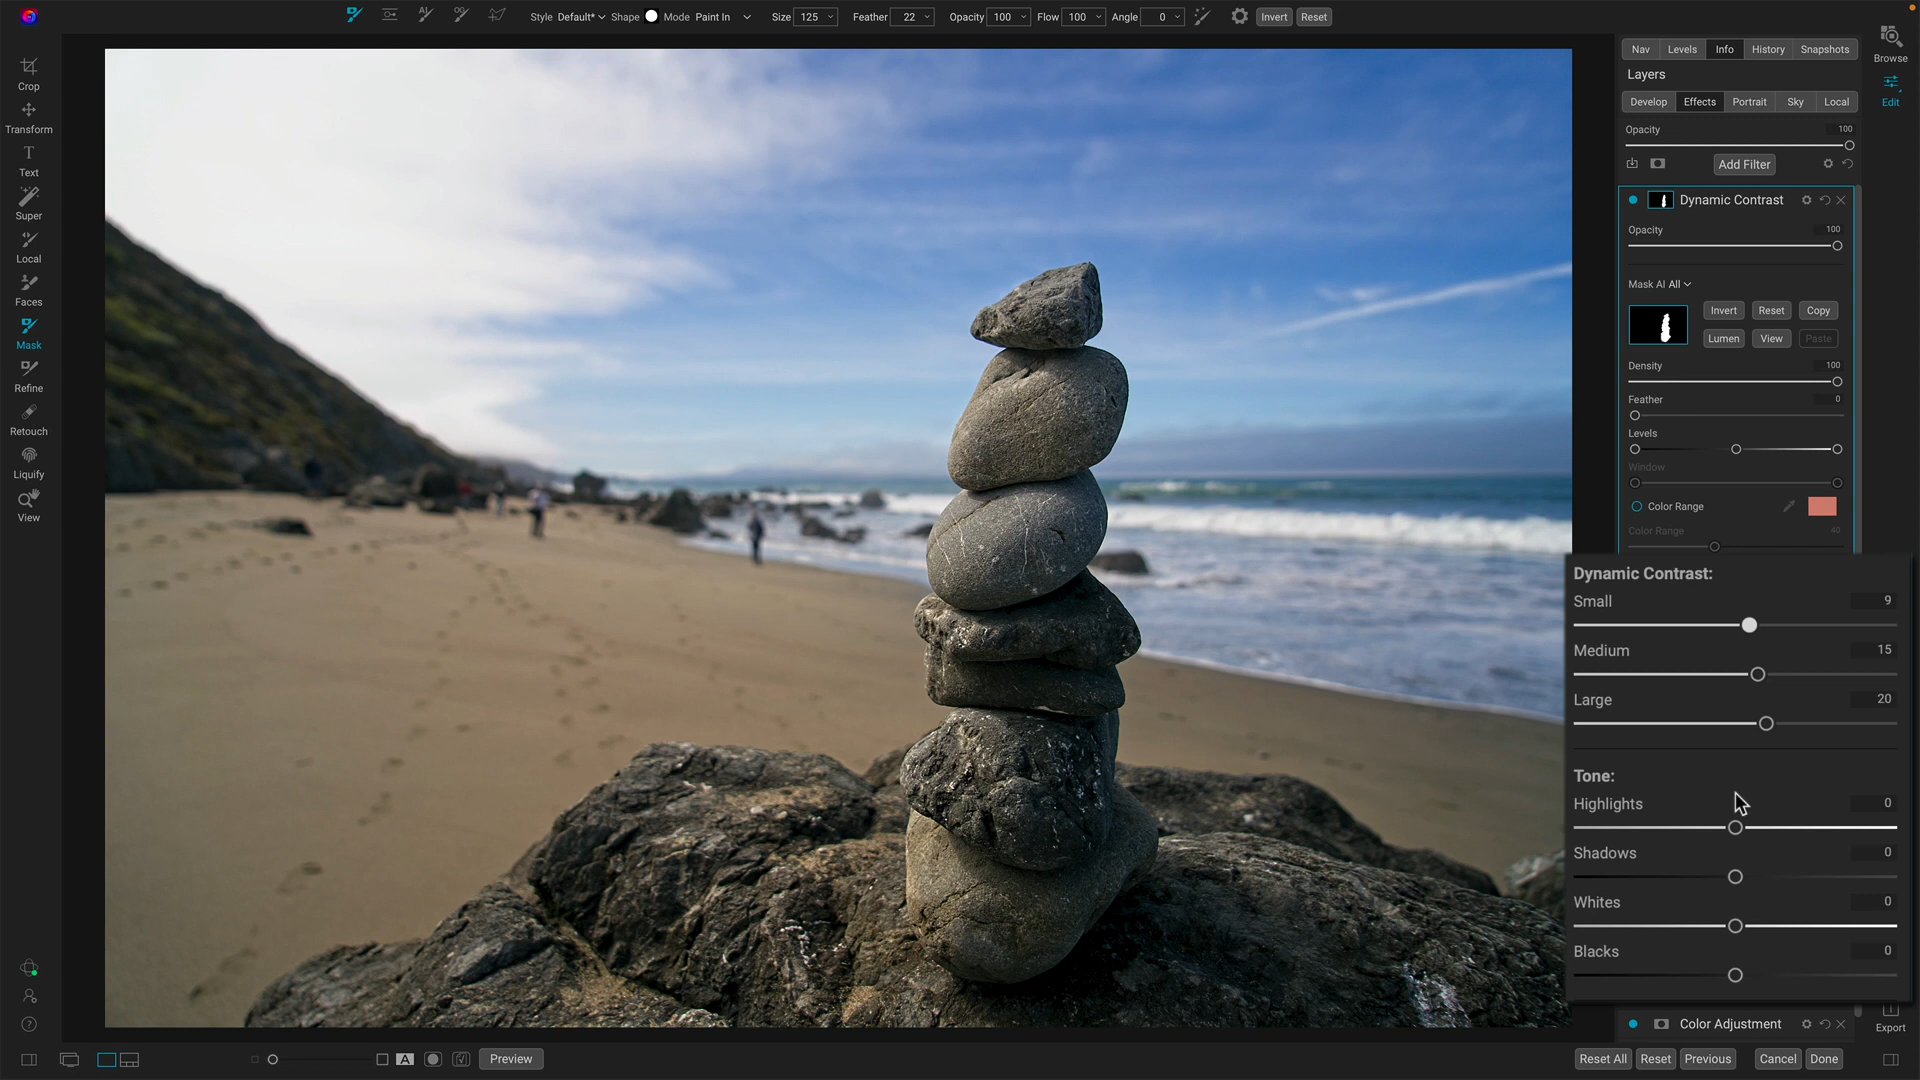 Style Default* Shape Mode Paint In Size 125 Feather 22 Opacity 100 Flow 100 Angle 0 Invert Reset
Crop
Transform
Text
Super
Local
Faces
Mask
Refine
Retouch
Liquify
View
Nav Levels Info History Snapshots
Browse
Edit
Layers
Develop Effects Portrait Sky Local
Opacity 100
Add Filter
Dynamic Contrast
Opacity 100
Mask AI All
Invert Reset Copy
Lumen View Paste
Density 100
Feather 0
Levels
Window
Color Range
Color Range 40
Dynamic Contrast:
Small 9
Medium 15
Large 20
Tone:
Highlights 0
Shadows 0
Whites 0
Blacks 0
Color Adjustment
Export
A Preview
Reset All Reset Previous Cancel Done